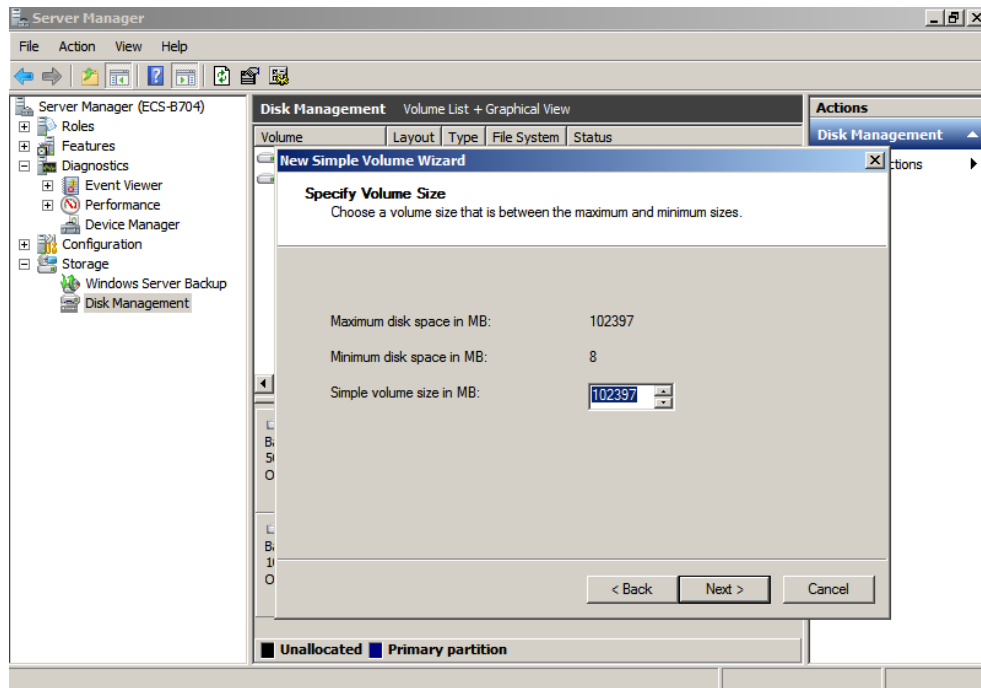 Server Manager
File Action View Help
Server Manager (ECS-B704)
Roles
Features
Diagnostics
Event Viewer
Performance
Device Manager
Configuration
Storage
Windows Server Backup
Disk Management
Disk Management Volume List + Graphical View
Volume Layout Type File System Status
Actions
Disk Management
New Simple Volume Wizard
Specify Volume Size
Choose a volume size that is between the maximum and minimum sizes.
Maximum disk space in MB: 102397
Minimum disk space in MB: 8
Simple volume size in MB: 102397
< Back Next > Cancel
Unallocated Primary partition